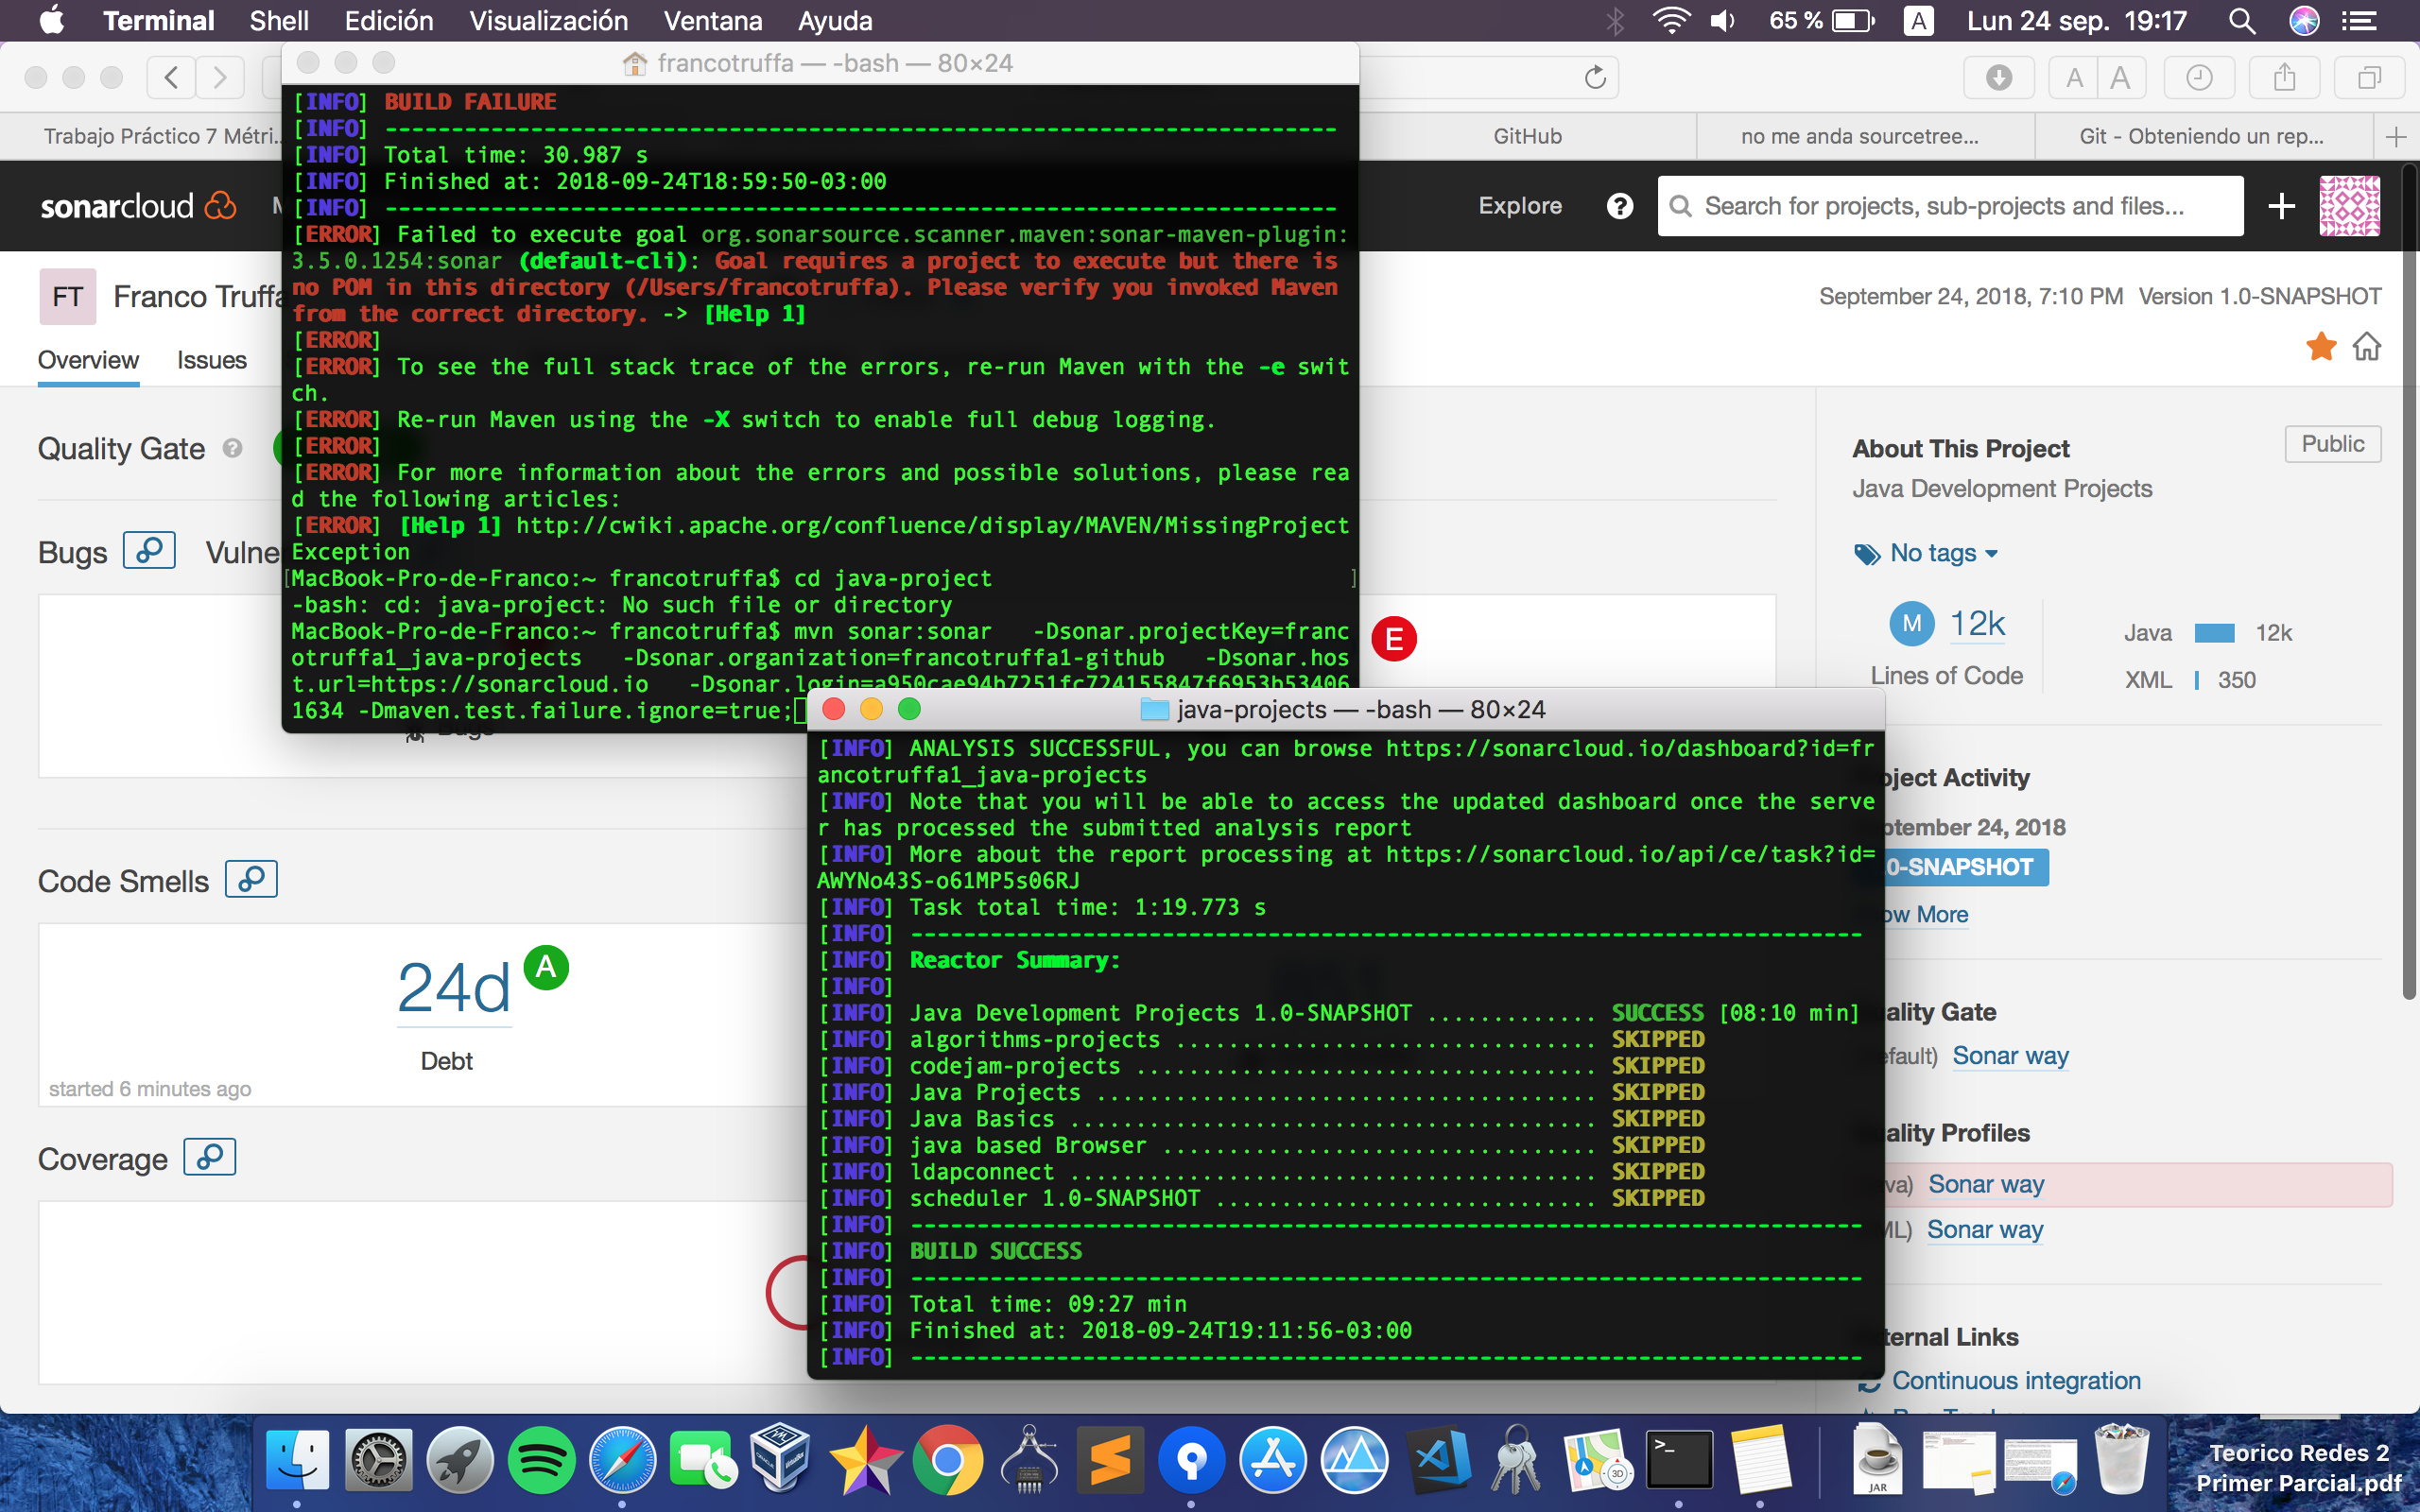 Terminal Shell Edición Visualización Ventana Ayuda 65 % A Lun 24 sep. 19:17
francotruffa — -bash — 80×24
A A
Trabajo Práctico 7 Métri... GitHub no me anda sourcetree... Git - Obteniendo un rep...
sonarcloud Explore Search for projects, sub-projects and files...
FT Franco Truffa
September 24, 2018, 7:10 PM Version 1.0-SNAPSHOT
Overview Issues
Quality Gate
Bugs
Code Smells
24d A
Debt
started 6 minutes ago
Coverage
E
[INFO] BUILD FAILURE
[INFO] ------------------------------------------------------------------------
[INFO] Total time: 30.987 s
[INFO] Finished at: 2018-09-24T18:59:50-03:00
[INFO] ------------------------------------------------------------------------
[ERROR] Failed to execute goal org.sonarsource.scanner.maven:sonar-maven-plugin:
3.5.0.1254:sonar (default-cli): Goal requires a project to execute but there is
no POM in this directory (/Users/francotruffa). Please verify you invoked Maven
from the correct directory. -> [Help 1]
[ERROR]
[ERROR] To see the full stack trace of the errors, re-run Maven with the -e swit
ch.
[ERROR] Re-run Maven using the -X switch to enable full debug logging.
[ERROR]
[ERROR] For more information about the errors and possible solutions, please rea
d the following articles:
[ERROR] [Help 1] http://cwiki.apache.org/confluence/display/MAVEN/MissingProject
Exception
[MacBook-Pro-de-Franco:~ francotruffa$ cd java-project ]
-bash: cd: java-project: No such file or directory
MacBook-Pro-de-Franco:~ francotruffa$ mvn sonar:sonar -Dsonar.projectKey=franc
otruffa1_java-projects -Dsonar.organization=francotruffa1-github -Dsonar.hos
t.url=https://sonarcloud.io -Dsonar.login=a950cae94b7251fc724155847f6953b53406
1634 -Dmaven.test.failure.ignore=true;
java-projects — -bash — 80×24
[INFO] ANALYSIS SUCCESSFUL, you can browse https://sonarcloud.io/dashboard?id=fr
ancotruffa1_java-projects
[INFO] Note that you will be able to access the updated dashboard once the serve
r has processed the submitted analysis report
[INFO] More about the report processing at https://sonarcloud.io/api/ce/task?id=
AWYNo43S-o61MP5s06RJ
[INFO] Task total time: 1:19.773 s
[INFO] ------------------------------------------------------------------------
[INFO] Reactor Summary:
[INFO]
[INFO] Java Development Projects 1.0-SNAPSHOT ............. SUCCESS [08:10 min]
[INFO] algorithms-projects ................................ SKIPPED
[INFO] codejam-projects ................................... SKIPPED
[INFO] Java Projects ...................................... SKIPPED
[INFO] Java Basics ........................................ SKIPPED
[INFO] java based Browser ................................. SKIPPED
[INFO] ldapconnect ........................................ SKIPPED
[INFO] scheduler 1.0-SNAPSHOT ............................. SKIPPED
[INFO] ------------------------------------------------------------------------
[INFO] BUILD SUCCESS
[INFO] ------------------------------------------------------------------------
[INFO] Total time: 09:27 min
[INFO] Finished at: 2018-09-24T19:11:56-03:00
[INFO] ------------------------------------------------------------------------
About This Project Public
Java Development Projects
No tags
M 12k
Lines of Code
Java 12k
XML 350
Activity
24, 2018
0-SNAPSHOT
More
Gate
Sonar way
Profiles
Sonar way
Sonar way
Links
Continuous integration
JAR
Teorico Redes 2
Primer Parcial.pdf